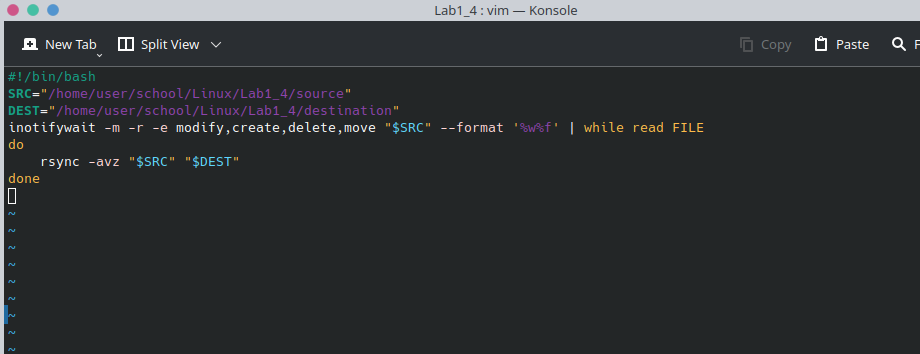 Lab1_4 : vim — Konsole
New Tab Split View Copy Paste F
#!/bin/bash
SRC="/home/user/school/Linux/Lab1_4/source"
DEST="/home/user/school/Linux/Lab1_4/destination"
inotifywait -m -r -e modify,create,delete,move "$SRC" --format '%w%f' | while read FILE
do
    rsync -avz "$SRC" "$DEST"
done
~
~
~
~
~
~
~
~
~